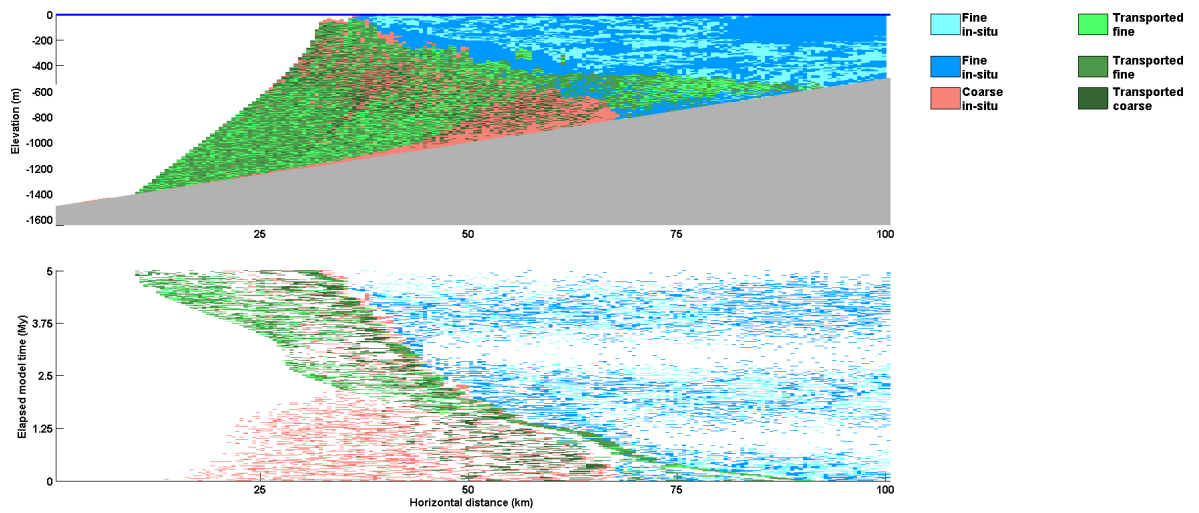 0
-200
-400
-600
-800
-1000
-1200
-1400
-1600
Elevation (m)
25
50
75
100
Fine
in-situ
Transported
fine
Fine
in-situ
Transported
fine
Coarse
in-situ
Transported
coarse
5
3.75
2.5
1.25
0
Elapsed model time (My)
25
50
75
100
Horizontal distance (km)